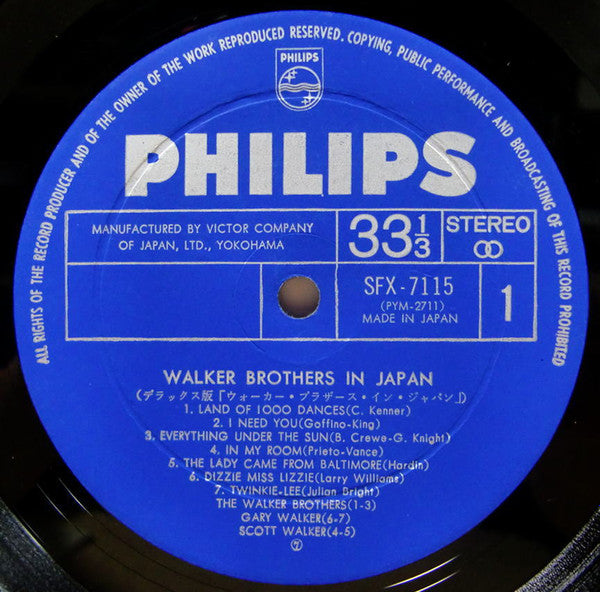 ALL RIGHTS OF THE RECORD PRODUCER AND OF THE OWNER OF THE WORK REPRODUCED RESERVED. COPYING, PUBLIC PERFORMANCE AND BROADCASTING OF THIS RECORD PROHIBITED
PHILIPS
PHILIPS
MANUFACTURED BY VICTOR COMPANY
OF JAPAN, LTD., YOKOHAMA
33 1/3
STEREO
SFX-7115
(PYM-2711)
MADE IN JAPAN
1
WALKER BROTHERS IN JAPAN
(デラックス版「ウォーカー・ブラザース・イン・ジャパン」)
1. LAND OF 1000 DANCES(C. Kenner)
2. I NEED YOU(Goffino-King)
3. EVERYTHING UNDER THE SUN(B. Crewe-G. Knight)
4. IN MY ROOM(Prieto-Vance)
5. THE LADY CAME FROM BALTIMORE(Hardin)
6. DIZZIE MISS LIZZIE(Larry Williams)
7. TWINKIE-LEE(Julian Bright)
THE WALKER BROTHERS(1-3)
GARY WALKER(6-7)
SCOTT WALKER(4-5)
⑦